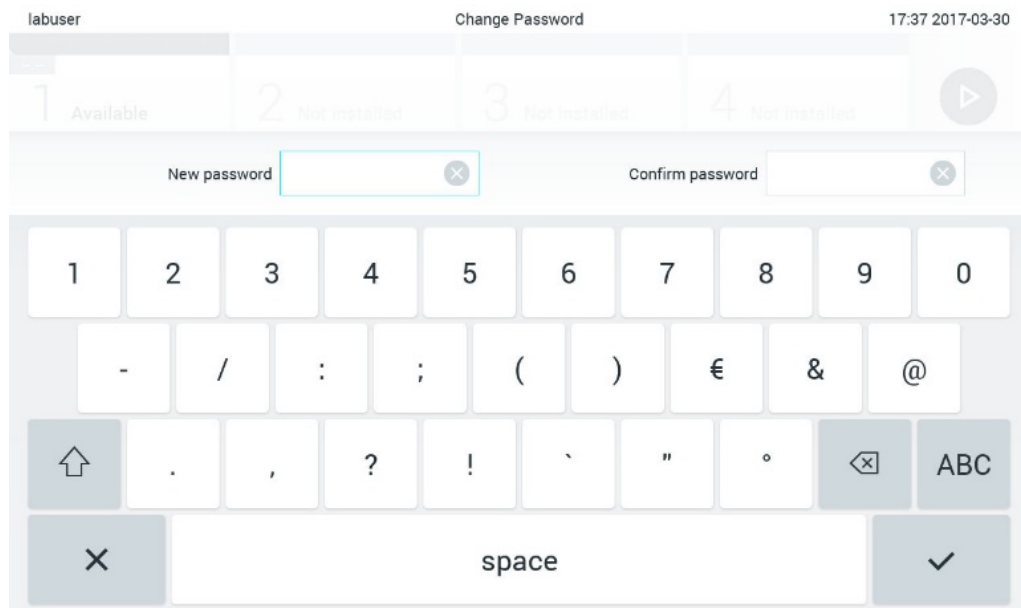 labuser Change Password 17:37 2017-03-30
1 Available 2 Not installed 3 Not installed 4 Not installed
New password Confirm password
1 2 3 4 5 6 7 8 9 0
- / : ; ( ) € & @
. , ? ! ` " ° ABC
space